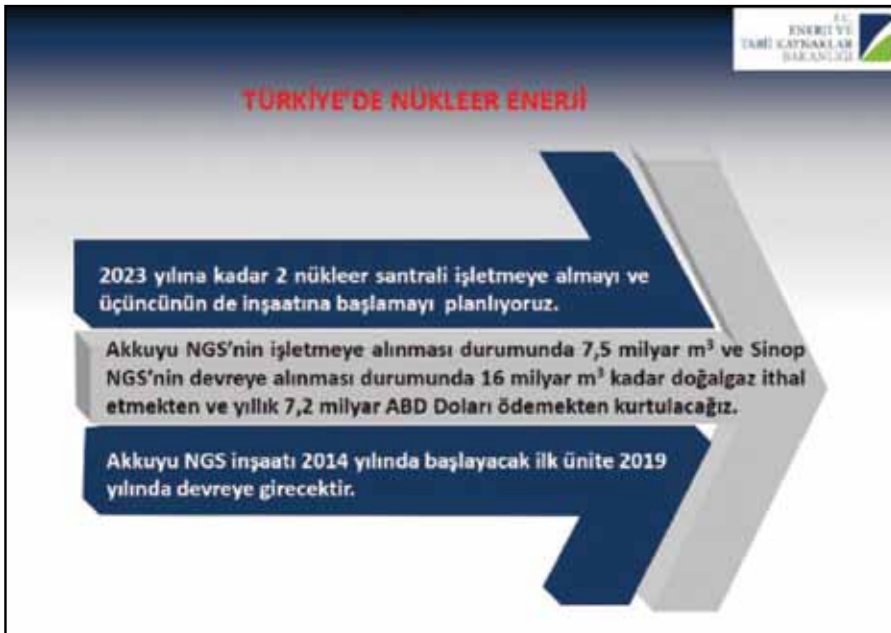 T.C.
ENERJİ VE
TABİİ KAYNAKLAR
BAKANLIĞI
TÜRKİYE'DE NÜKLEER ENERJİ
2023 yılına kadar 2 nükleer santrali işletmeye almayı ve
üçüncünün de inşaatına başlamayı planlıyoruz.
Akkuyu NGS'nin işletmeye alınması durumunda 7,5 milyar m³ ve Sinop
NGS'nin devreye alınması durumunda 16 milyar m³ kadar doğalgaz ithal
etmekten ve yıllık 7,2 milyar ABD Doları ödemekten kurtulacağız.
Akkuyu NGS inşaatı 2014 yılında başlayacak ilk ünite 2019
yılında devreye girecektir.